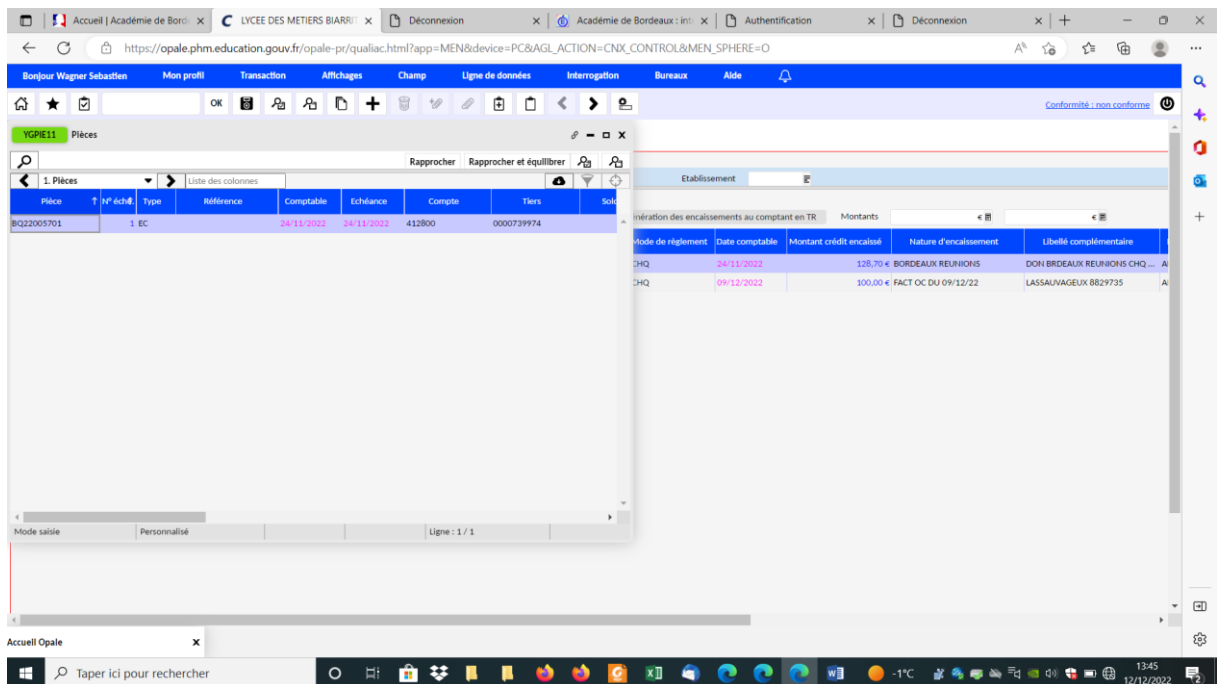 Accueil | Académie de Bord
LYCEE DES METIERS BIARRIT
Déconnexion
Académie de Bordeaux : int
Authentification
Déconnexion
https://opale.phm.education.gouv.fr/opale-pr/qualiac.html?app=MEN&device=PC&AGL_ACTION=CNX_CONTROL&MEN_SPHERE=O
Bonjour Wagner Sebastien Mon profil Transaction Affichages Champ Ligne de données Interrogation Bureaux Aide
OK
Conformité : non conforme
YGPIE11 Pièces
Rapprocher Rapprocher et équilibrer
1. Pièces Liste des colonnes
Pièce N° éché. Type Référence Comptable Echéance Compte Tiers Sold
BQ22005701 1 EC 24/11/2022 24/11/2022 412800 0000739974
Mode saisie Personnalisé Ligne : 1 / 1
Etablissement
nération des encaissements au comptant en TR Montants € €
Mode de règlement Date comptable Montant crédit encaissé Nature d'encaissement Libellé complémentaire
CHQ 24/11/2022 128,70 € BORDEAUX REUNIONS DON BRDEAUX REUNIONS CHQ ...
CHQ 09/12/2022 100,00 € FACT OC DU 09/12/22 LASSAUVAGEUX 8829735
Accueil Opale x
Taper ici pour rechercher
-1°C
13:45
12/12/2022